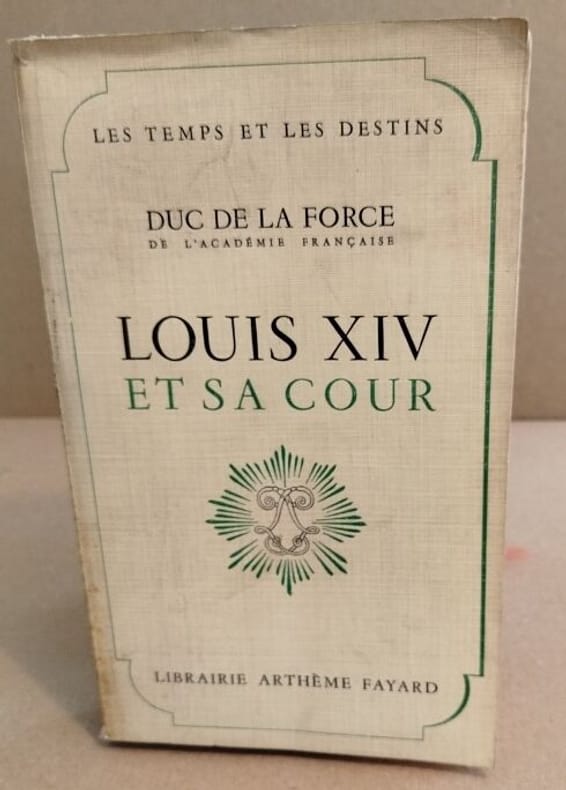 LES TEMPS ET LES DESTINS
DUC DE LA FORCE
DE L'ACADÉMIE FRANÇAISE
LOUIS XIV
ET SA COUR
LIBRAIRIE ARTHÈME FAYARD